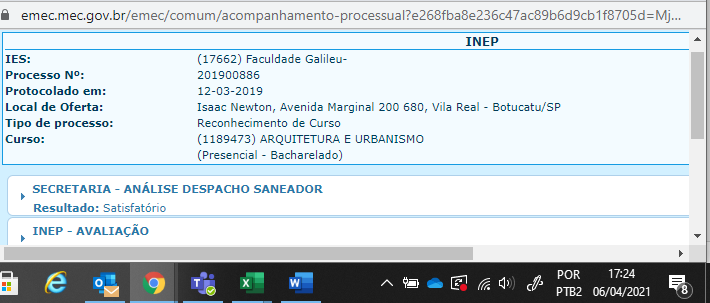 emec.mec.gov.br/emec/comum/acompanhamento-processual?e268fba8e236c47ac89b6d9cb1f8705d=Mj...
INEP
IES: (17662) Faculdade Galileu-
Processo Nº: 201900886
Protocolado em: 12-03-2019
Local de Oferta: Isaac Newton, Avenida Marginal 200 680, Vila Real - Botucatu/SP
Tipo de processo: Reconhecimento de Curso
Curso: (1189473) ARQUITETURA E URBANISMO
(Presencial - Bacharelado)
SECRETARIA - ANÁLISE DESPACHO SANEADOR
Resultado: Satisfatório
INEP - AVALIAÇÃO
POR 17:24
PTB2 06/04/2021
8